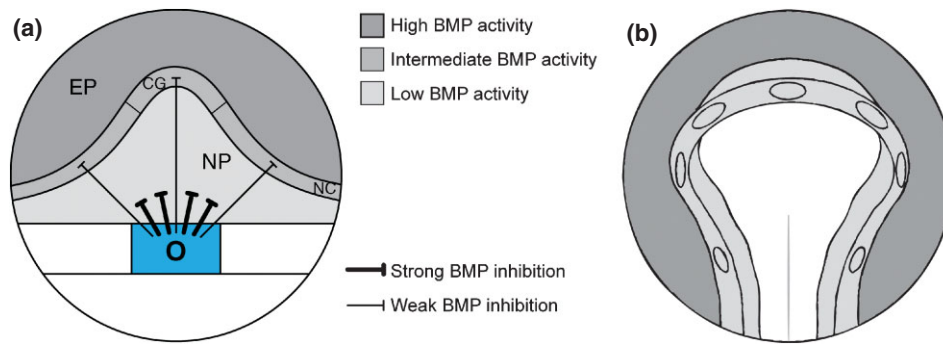 (a)
EP
CG
NP
NC
O
High BMP activity
Intermediate BMP activity
Low BMP activity
Strong BMP inhibition
Weak BMP inhibition
(b)